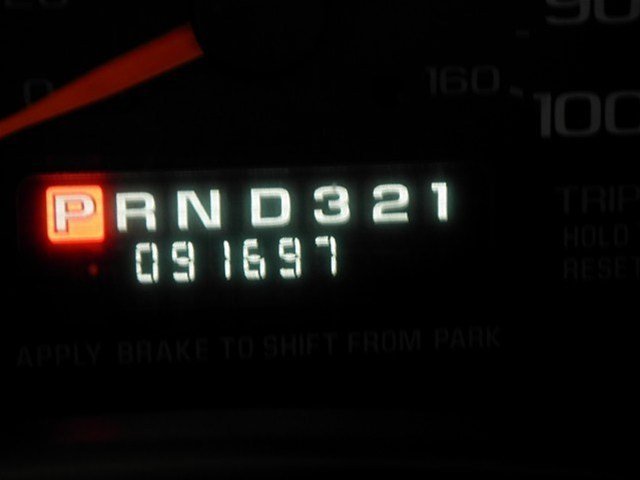 90
160
100
PRND321
091697
TRIP
HOLD
RESET
APPLY BRAKE TO SHIFT FROM PARK